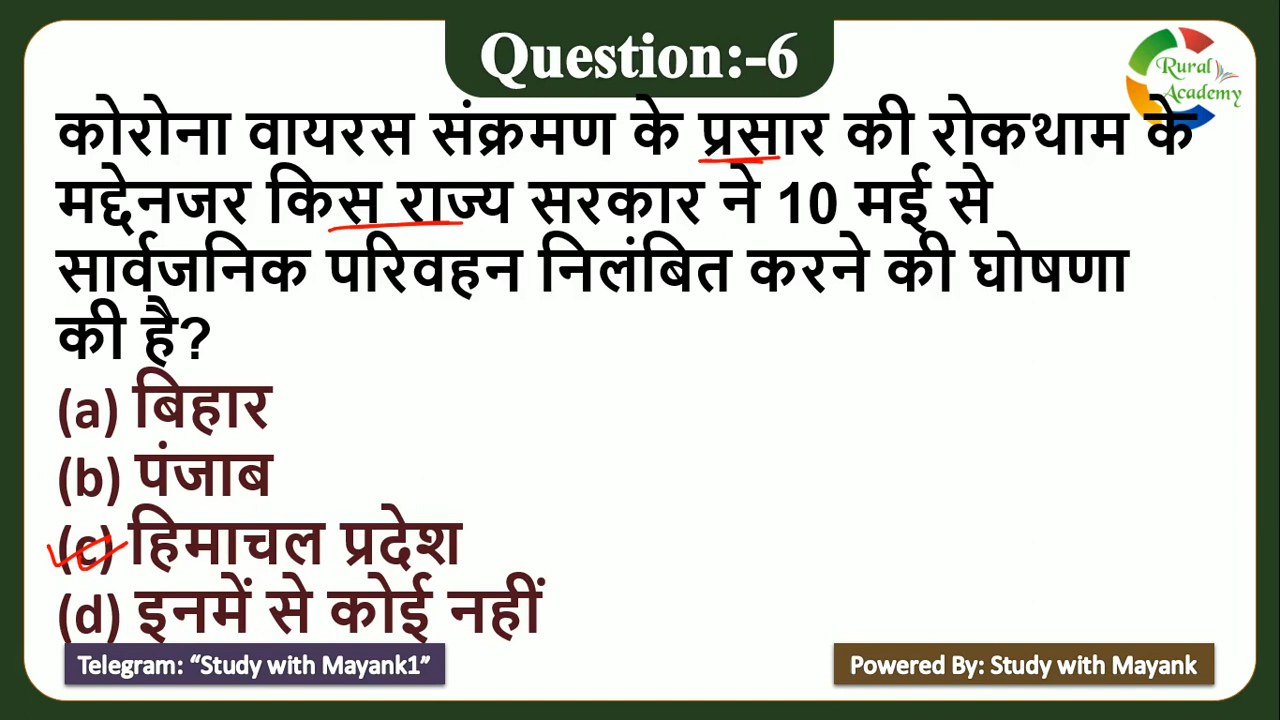 Question:-6
Rural
Academy
कोरोना वायरस संक्रमण के प्रसार की रोकथाम के
मद्देनजर किस राज्य सरकार ने 10 मई से
सार्वजनिक परिवहन निलंबित करने की घोषणा
की है?
(a) बिहार
(b) पंजाब
(c) हिमाचल प्रदेश
(d) इनमें से कोई नहीं
Telegram: “Study with Mayank1”
Powered By: Study with Mayank